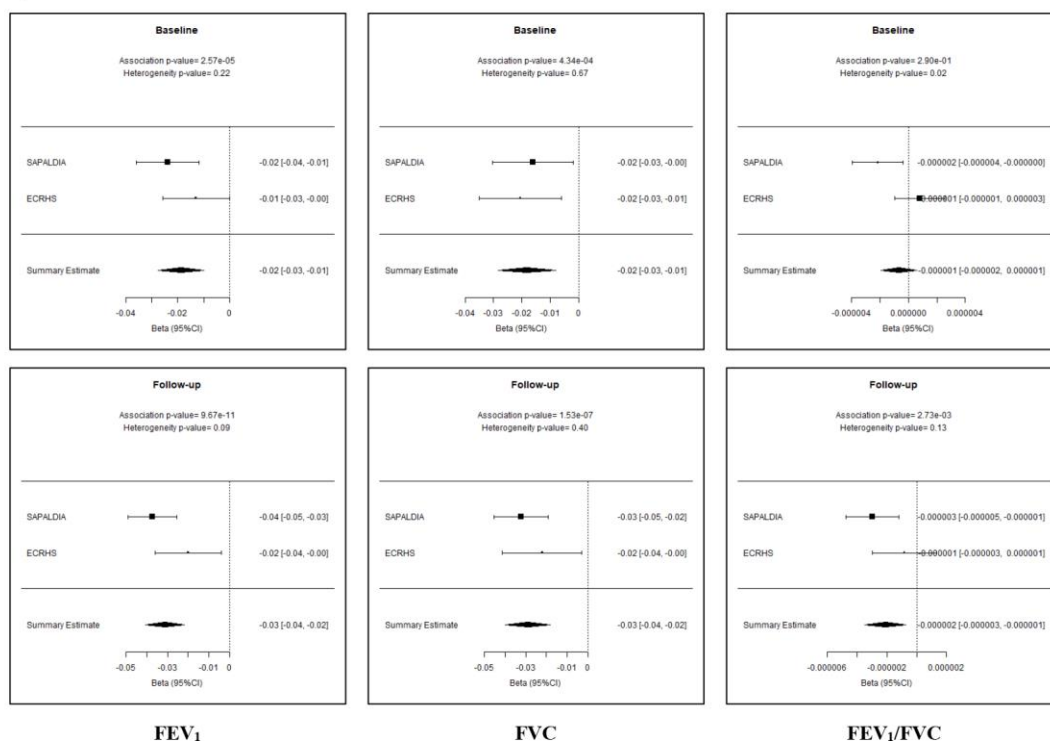 Baseline
Association p-value= 2.57e-05
Heterogeneity p-value= 0.22
SAPALDIA
-0.02 [-0.04, -0.01]
ECRHS
-0.01 [-0.03, -0.00]
Summary Estimate
-0.02 [-0.03, -0.01]
-0.04 -0.02 0
Beta (95%CI)
Baseline
Association p-value= 4.34e-04
Heterogeneity p-value= 0.67
SAPALDIA
-0.02 [-0.03, -0.00]
ECRHS
-0.02 [-0.03, -0.01]
Summary Estimate
-0.02 [-0.03, -0.01]
-0.04 -0.03 -0.02 -0.01 0
Beta (95%CI)
Baseline
Association p-value= 2.90e-01
Heterogeneity p-value= 0.02
SAPALDIA
-0.000002 [-0.000004, -0.000000]
ECRHS
[-0.000001, 0.000003]
Summary Estimate
-0.000001 [-0.000002, 0.000001]
-0.000004 0.000000 0.000004
Beta (95%CI)
Follow-up
Association p-value= 9.67e-11
Heterogeneity p-value= 0.09
SAPALDIA
-0.04 [-0.05, -0.03]
ECRHS
-0.02 [-0.04, -0.00]
Summary Estimate
-0.03 [-0.04, -0.02]
-0.05 -0.03 -0.01 0
Beta (95%CI)
Follow-up
Association p-value= 1.53e-07
Heterogeneity p-value= 0.40
SAPALDIA
-0.03 [-0.05, -0.02]
ECRHS
-0.02 [-0.04, -0.00]
Summary Estimate
-0.03 [-0.04, -0.02]
-0.05 -0.03 -0.01 0
Beta (95%CI)
Follow-up
Association p-value= 2.73e-03
Heterogeneity p-value= 0.13
SAPALDIA
-0.000003 [-0.000005, -0.000001]
ECRHS
-0.000001 [-0.000003, 0.000001]
Summary Estimate
-0.000002 [-0.000003, -0.000001]
-0.000006 -0.000002 0.000002
Beta (95%CI)
FEV₁
FVC
FEV₁/FVC